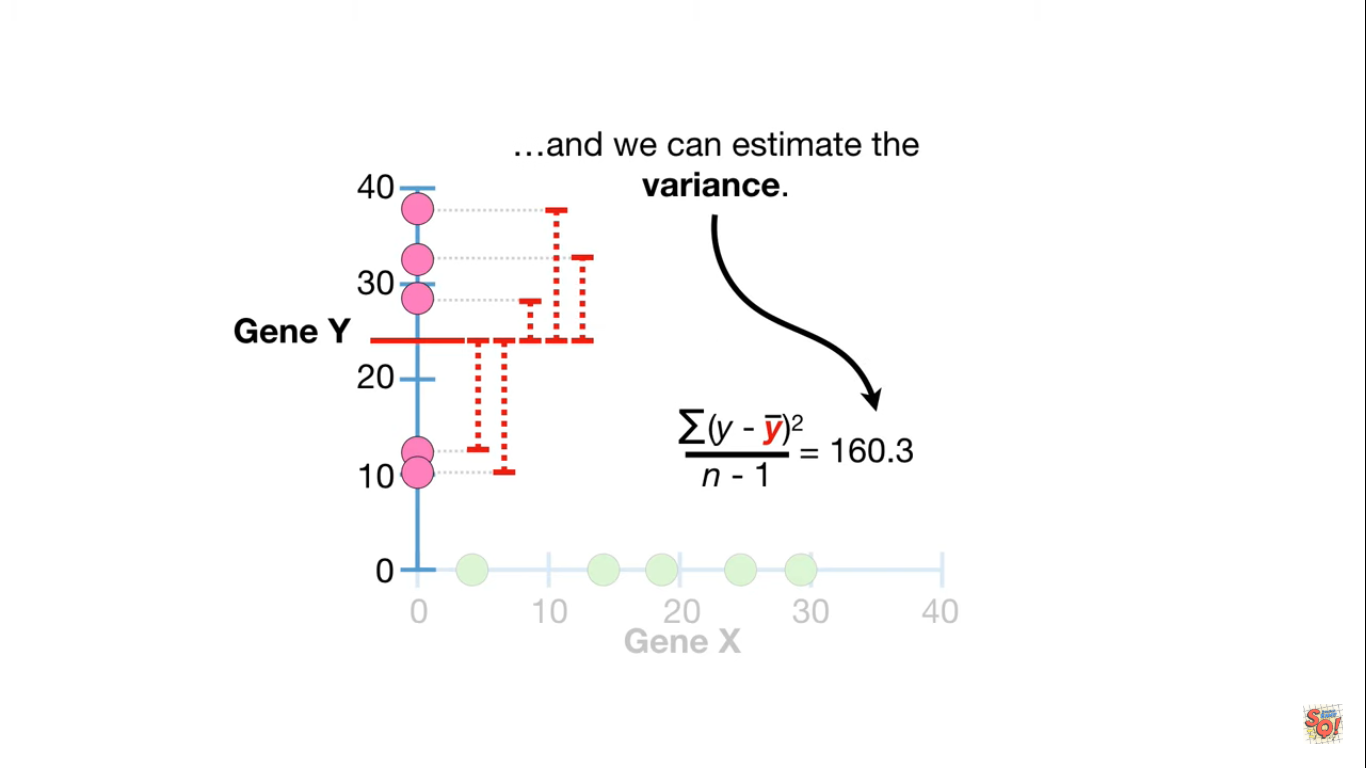 …and we can estimate the
variance.
40
30
Gene Y
20
10
0
∑(y - y̅)²
n - 1
= 160.3
0 10 20 30 40
Gene X
SQ!